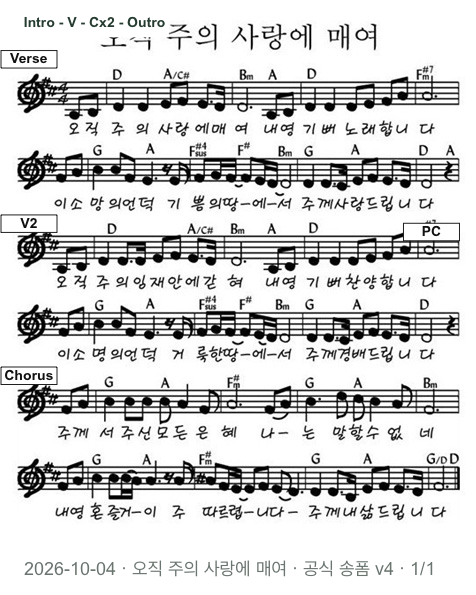 Intro - V - Cx2 - Outro
오직 주의 사랑에 매여
Verse
D A/C# Bm A D F#m7
4
4
오직 주의 사랑에매 여 내영 기뻐 노래합니 다
G A F#sus4 F# Bm G A D A
이소 망의언덕 기 쁨의땅-에-서 주께사랑드립니 다
V2
PC
D A/C# Bm A D
오직 주의임재안에갇 혀 내영 기뻐찬양합니 다
G A F#sus4 F# Bm G A D
이소 명의언덕 거 룩한땅-에-서 주께경배드립니 다
Chorus
G A F#m G A Bm
주께 서주신모든은 혜 나- 는 말할수 없 네
G A F#m G A G/D D
내영 혼즐거-이 주 따르렵-니다- 주께내삶드립니 다
2026-10-04 · 오직 주의 사랑에 매여 · 공식 송폼 v4 · 1/1